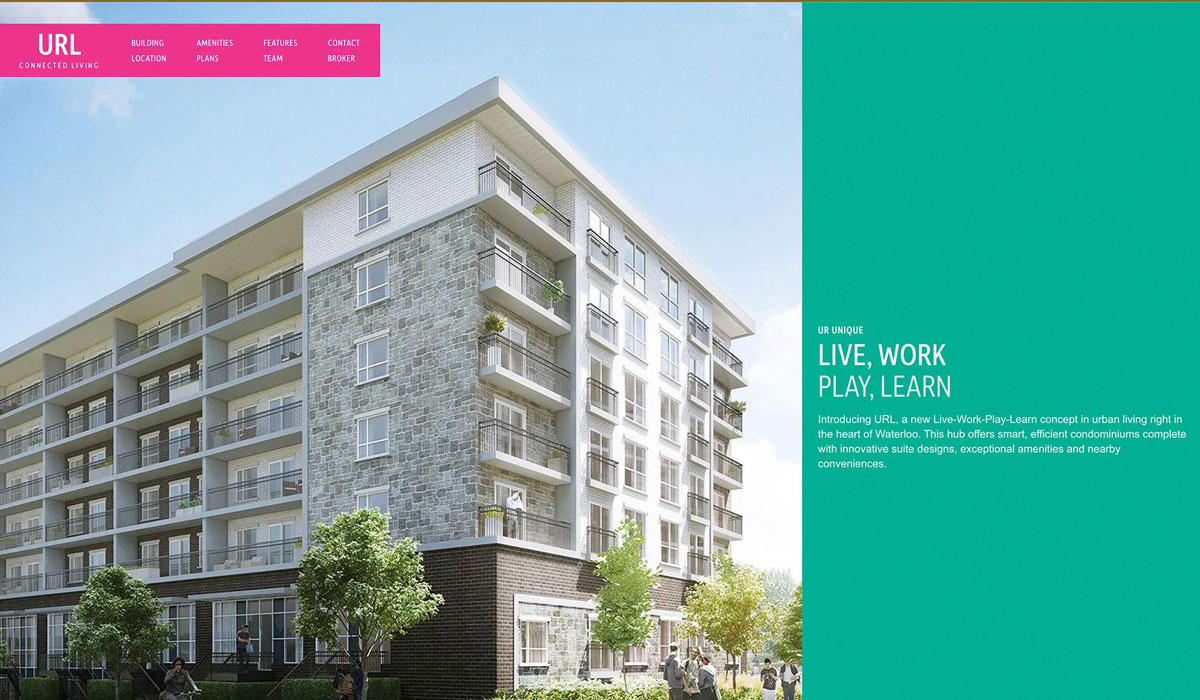 URL
CONNECTED LIVING
BUILDING
LOCATION
AMENITIES
PLANS
FEATURES
TEAM
CONTACT
BROKER
UR UNIQUE
LIVE, WORK
PLAY, LEARN
Introducing URL, a new Live-Work-Play-Learn concept in urban living right in
the heart of Waterloo. This hub offers smart, efficient condominiums complete
with innovative suite designs, exceptional amenities and nearby
conveniences.